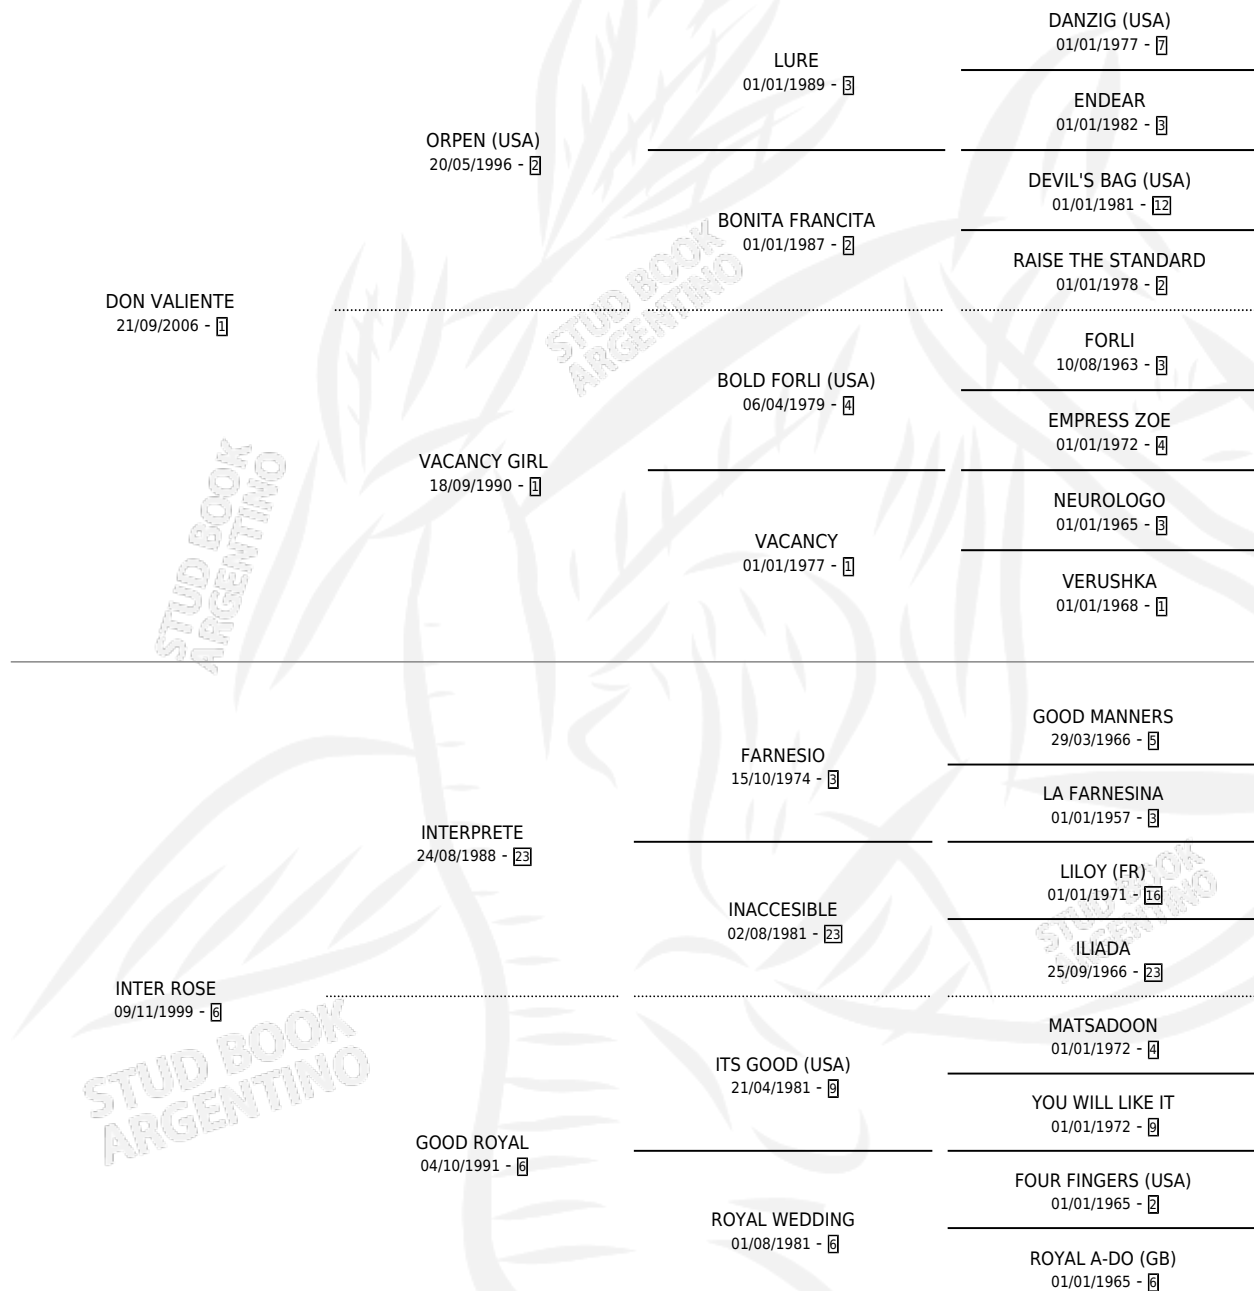 DANZIG (USA)
01/01/1977 - 7
LURE
01/01/1989 - 3
ENDEAR
01/01/1982 - 3
ORPEN (USA)
20/05/1996 - 2
DEVIL'S BAG (USA)
01/01/1981 - 12
BONITA FRANCITA
01/01/1987 - 2
RAISE THE STANDARD
01/01/1978 - 2
DON VALIENTE
21/09/2006 - 1
FORLI
10/08/1963 - 3
BOLD FORLI (USA)
06/04/1979 - 4
EMPRESS ZOE
01/01/1972 - 4
VACANCY GIRL
18/09/1990 - 1
NEUROLOGO
01/01/1965 - 3
VACANCY
01/01/1977 - 1
VERUSHKA
01/01/1968 - 1
STUD BOOK
ARGENTINO
STUD BOOK
ARGENTINO
GOOD MANNERS
29/03/1966 - 5
FARNESIO
15/10/1974 - 3
LA FARNESINA
01/01/1957 - 3
INTERPRETE
24/08/1988 - 23
LILOY (FR)
01/01/1971 - 16
INACCESIBLE
02/08/1981 - 23
ILIADA
25/09/1966 - 23
STUD BOOK
ARGENTINO
INTER ROSE
09/11/1999 - 6
MATSADOON
01/01/1972 - 4
ITS GOOD (USA)
21/04/1981 - 9
YOU WILL LIKE IT
01/01/1972 - 9
GOOD ROYAL
04/10/1991 - 6
FOUR FINGERS (USA)
01/01/1965 - 2
ROYAL WEDDING
01/08/1981 - 6
ROYAL A-DO (GB)
01/01/1965 - 6
STUD BOOK
ARGENTINO